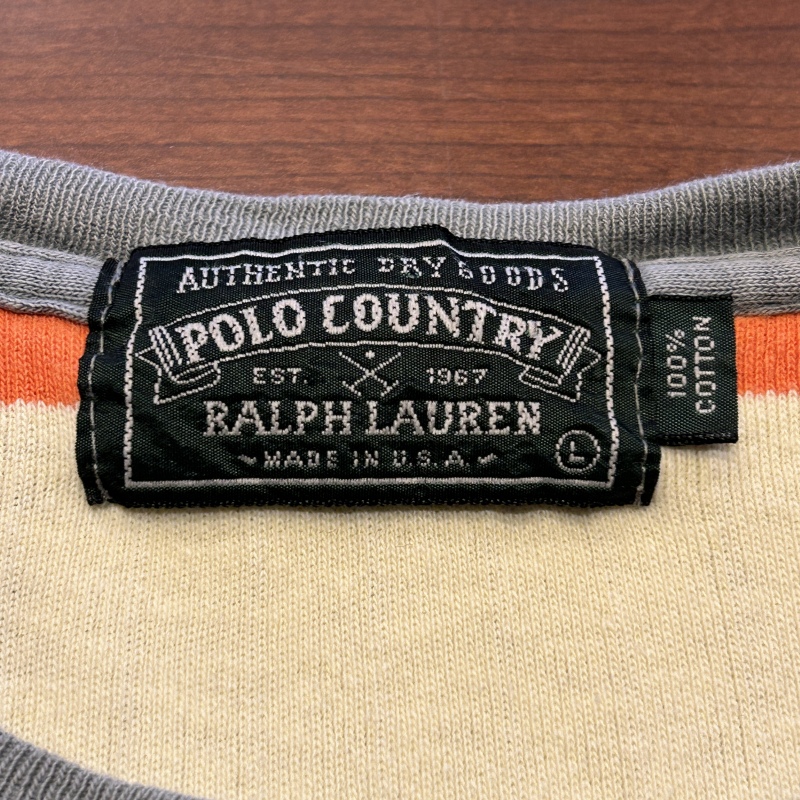 AUTHENTIC DRY GOODS
POLO COUNTRY
EST. 1967
RALPH LAUREN
MADE IN U.S.A.
L
100%
COTTON